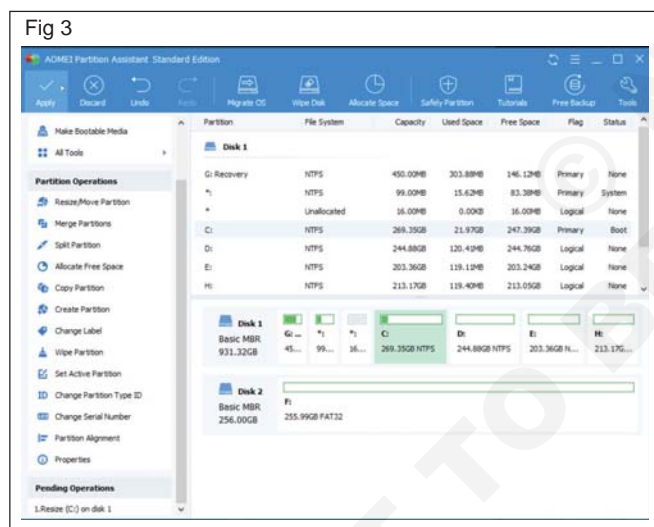 Fig 3
AOMEI Partition Assistant Standard Edition
Apply Discard Undo Redo Migrate OS Wipe Disk Allocate Space Safely Partition Tutorials Free Backup Tools
Make Bootable Media
All Tools
Partition Operations
Resize/Move Partition
Merge Partitions
Split Partition
Allocate Free Space
Copy Partition
Create Partition
Change Label
Wipe Partition
Set Active Partition
ID Change Partition Type ID
Change Serial Number
Partition Alignment
Properties
Pending Operations
1.Resize (C:) on disk 1
Partition File System Capacity Used Space Free Space Flag Status
Disk 1
G: Recovery NTFS 450.00MB 303.88MB 146.12MB Primary None
*: NTFS 99.00MB 15.62MB 83.38MB Primary System
* Unallocated 16.00MB 0.00KB 16.00MB Logical None
C: NTFS 269.35GB 21.97GB 247.39GB Primary Boot
D: NTFS 244.88GB 120.41MB 244.76GB Logical None
E: NTFS 203.36GB 119.11MB 203.24GB Logical None
H: NTFS 213.17GB 119.40MB 213.05GB Logical None
Disk 1
Basic MBR
931.32GB
G: ... *: *: C: D: E: H:
45... 99... 16... 269.35GB NTFS 244.88GB NTFS 203.36GB N... 213.17G...
Disk 2
Basic MBR
256.00GB
F:
255.99GB FAT32